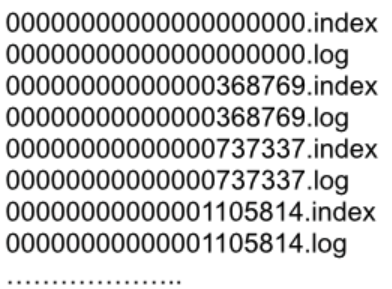 00000000000000000000.index
00000000000000000000.log
00000000000000368769.index
00000000000000368769.log
00000000000000737337.index
00000000000000737337.log
00000000000001105814.index
00000000000001105814.log
………………..